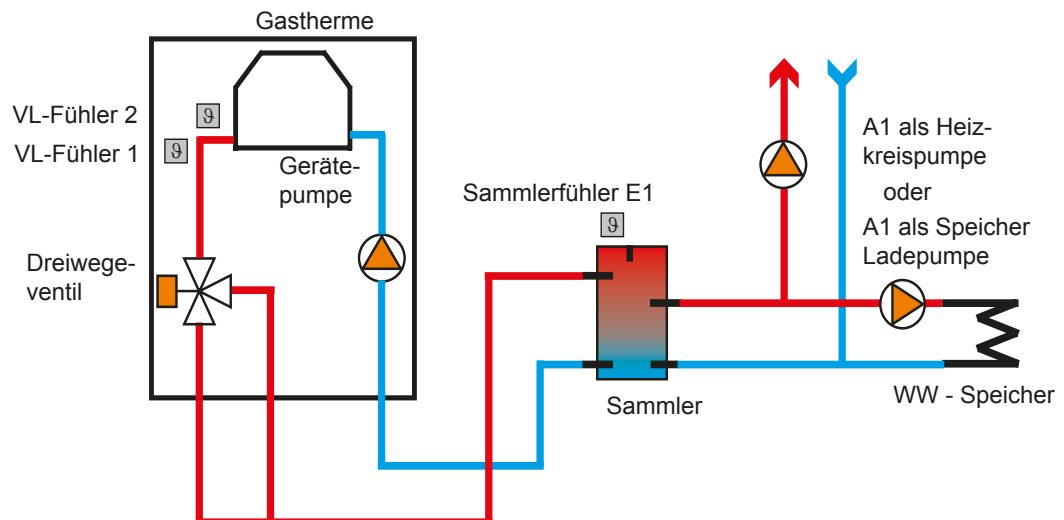 Gastherme
VL-Fühler 2
VL-Fühler 1
Geräte-
pumpe
Dreiwege-
ventil
Sammlerfühler E1
A1 als Heiz-
kreispumpe
oder
A1 als Speicher
Ladepumpe
Sammler
WW - Speicher
ϑ
ϑ
ϑ